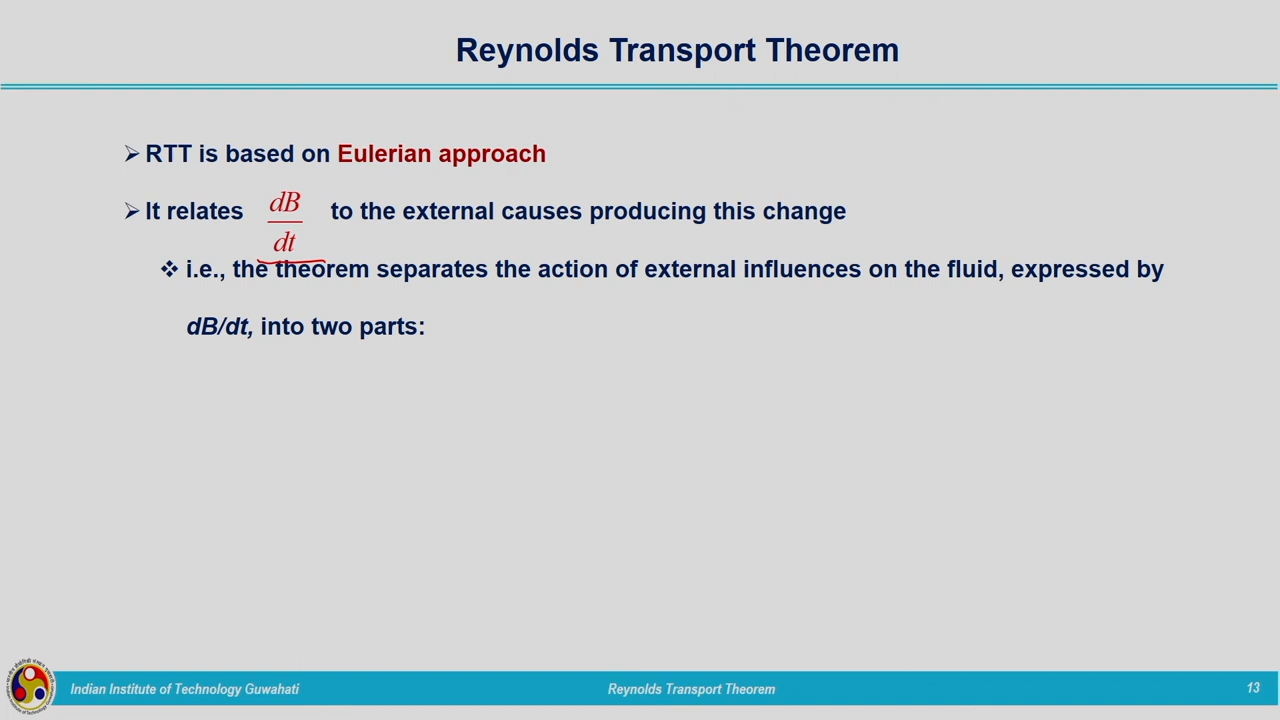 Reynolds Transport Theorem
➢ RTT is based on Eulerian approach
➢ It relates dB/dt to the external causes producing this change
❖ i.e., the theorem separates the action of external influences on the fluid, expressed by
dB/dt, into two parts:
Indian Institute of Technology Guwahati
Reynolds Transport Theorem
13